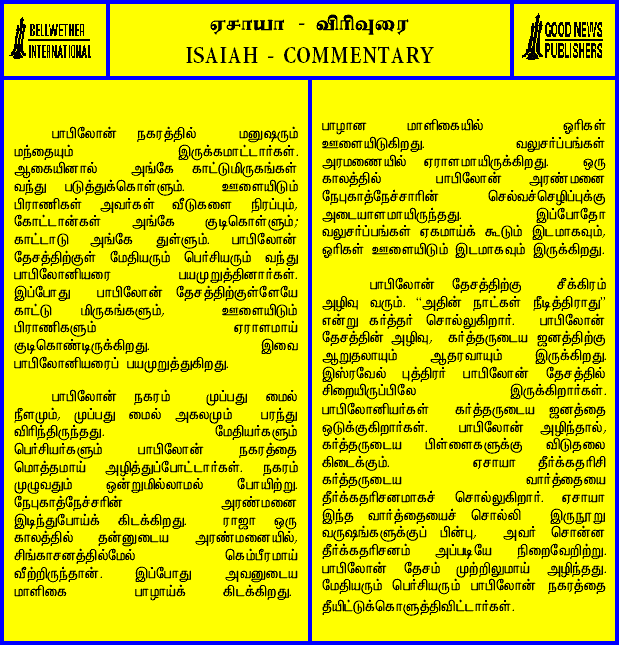 BELLWETHER
INTERNATIONAL
ஏசாயா - விரிவுரை
ISAIAH - COMMENTARY
GOOD NEWS
PUBLISHERS
பாபிலோன் நகரத்தில் மனுஷரும்
மந்தையும் இருக்கமாட்டார்கள்.
ஆகையினால் அங்கே காட்டுமிருகங்கள்
வந்து படுத்துக்கொள்ளும். ஊளையிடும்
பிராணிகள் அவர்கள் வீடுகளை நிரப்பும்,
கோட்டான்கள் அங்கே குடிகொள்ளும்;
காட்டாடு அங்கே துள்ளும். பாபிலோன்
தேசத்திற்குள் மேதியரும் பெர்சியரும் வந்து
பாபிலோனியரை பயமுறுத்தினார்கள்.
இப்போது பாபிலோன் தேசத்திற்குள்ளேயே
காட்டு மிருகங்களும், ஊளையிடும்
பிராணிகளும் ஏராளமாய்
குடிகொண்டிருக்கிறது. இவை
பாபிலோனியரைப் பயமுறுத்துகிறது.
பாபிலோன் நகரம் முப்பது மைல்
நீளமும், முப்பது மைல் அகலமும் பரந்து
விரிந்திருந்தது. மேதியர்களும்
பெர்சியர்களும் பாபிலோன் நகரத்தை
மொத்தமாய் அழித்துப்போட்டார்கள். நகரம்
முழுவதும் ஒன்றுமில்லாமல் போயிற்று.
நேபுகாத்நேச்சரின் அரண்மனை
இடிந்துபோய்க் கிடக்கிறது. ராஜா ஒரு
காலத்தில் தன்னுடைய அரண்மனையில்,
சிங்காசனத்தில்மேல் கெம்பீரமாய்
வீற்றிருந்தான். இப்போது அவனுடைய
மாளிகை பாழாய்க் கிடக்கிறது.
பாழான மாளிகையில் ஓரிகள்
ஊளையிடுகிறது. வலுசர்ப்பங்கள்
அரமணையில் ஏராளமாயிருக்கிறது. ஒரு
காலத்தில் பாபிலோன் அரண்மனை
நேபுகாத்நேச்சாரின் செல்வச்செழிப்புக்கு
அடையாளமாயிருந்தது. இப்போதோ
வலுசர்ப்பங்கள் ஏகமாய்க் கூடும் இடமாகவும்,
ஓரிகள் ஊளையிடும் இடமாகவும் இருக்கிறது.
பாபிலோன் தேசத்திற்கு சீக்கிரம்
அழிவு வரும். “அதின் நாட்கள் நீடித்திராது”
என்று கர்த்தர் சொல்லுகிறார். பாபிலோன்
தேசத்தின் அழிவு, கர்த்தருடைய ஜனத்திற்கு
ஆறுதலாயும் ஆதரவாயும் இருக்கிறது.
இஸ்ரவேல் புத்திரர் பாபிலோன் தேசத்தில்
சிறையிருப்பிலே இருக்கிறார்கள்.
பாபிலோனியர்கள் கர்த்தருடைய ஜனத்தை
ஒடுக்குகிறார்கள். பாபிலோன் அழிந்தால்,
கர்த்தருடைய பிள்ளைகளுக்கு விடுதலை
கிடைக்கும். ஏசாயா தீர்க்கதரிசி
கர்த்தருடைய வார்த்தையை
தீர்க்கதரிசனமாகச் சொல்லுகிறார். ஏசாயா
இந்த வார்த்தையைச் சொல்லி இருநூறு
வருஷங்களுக்குப் பின்பு, அவர் சொன்ன
தீர்க்கதரிசனம் அப்படியே நிறைவேறிற்று.
பாபிலோன் தேசம் முற்றிலுமாய் அழிந்தது.
மேதியரும் பெர்சியரும் பாபிலோன் நகரத்தை
தீயிட்டுக்கொளுத்திவிட்டார்கள்.